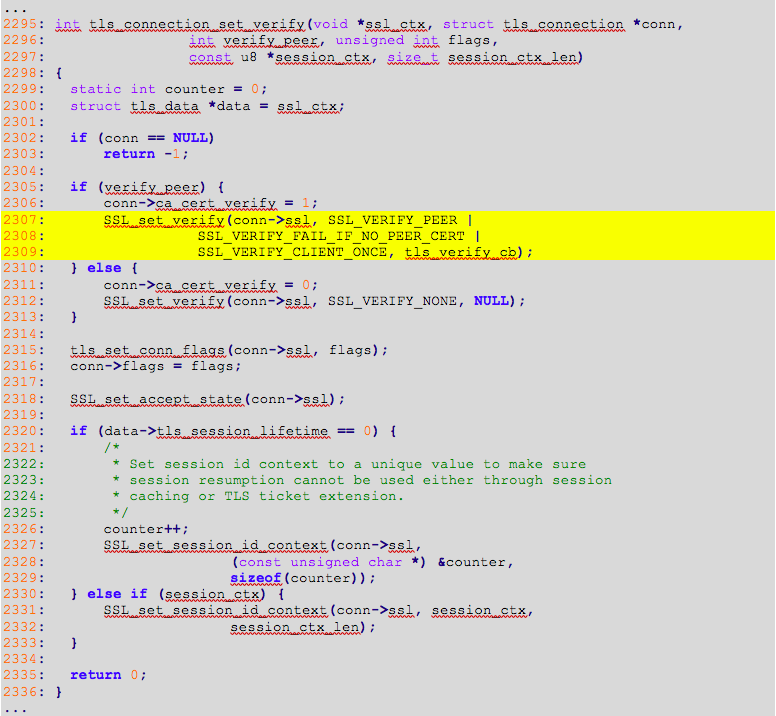 ...
2295: int tls_connection_set_verify(void *ssl_ctx, struct tls_connection *conn,
2296:                 int verify_peer, unsigned int flags,
2297:                 const u8 *session_ctx, size_t session_ctx_len)
2298: {
2299:   static int counter = 0;
2300:   struct tls_data *data = ssl_ctx;
2301:
2302:   if (conn == NULL)
2303:       return -1;
2304:
2305:   if (verify_peer) {
2306:       conn->ca_cert_verify = 1;
2307:       SSL_set_verify(conn->ssl, SSL_VERIFY_PEER |
2308:                  SSL_VERIFY_FAIL_IF_NO_PEER_CERT |
2309:                  SSL_VERIFY_CLIENT_ONCE, tls_verify_cb);
2310:   } else {
2311:       conn->ca_cert_verify = 0;
2312:       SSL_set_verify(conn->ssl, SSL_VERIFY_NONE, NULL);
2313:   }
2314:
2315:   tls_set_conn_flags(conn->ssl, flags);
2316:   conn->flags = flags;
2317:
2318:   SSL_set_accept_state(conn->ssl);
2319:
2320:   if (data->tls_session_lifetime == 0) {
2321:       /*
2322:        * Set session id context to a unique value to make sure
2323:        * session resumption cannot be used either through session
2324:        * caching or TLS ticket extension.
2325:        */
2326:       counter++;
2327:       SSL_set_session_id_context(conn->ssl,
2328:                      (const unsigned char *) &counter,
2329:                      sizeof(counter));
2330:   } else if (session_ctx) {
2331:       SSL_set_session_id_context(conn->ssl, session_ctx,
2332:                      session_ctx_len);
2333:   }
2334:
2335:   return 0;
2336: }
...